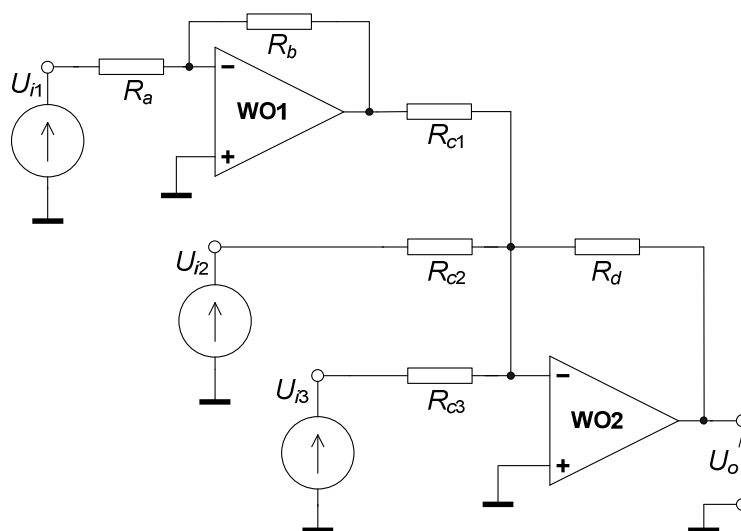 R_b
U_i1
R_a
−
WO1
+
R_c1
U_i2
R_c2
R_d
U_i3
R_c3
−
WO2
+
U_o